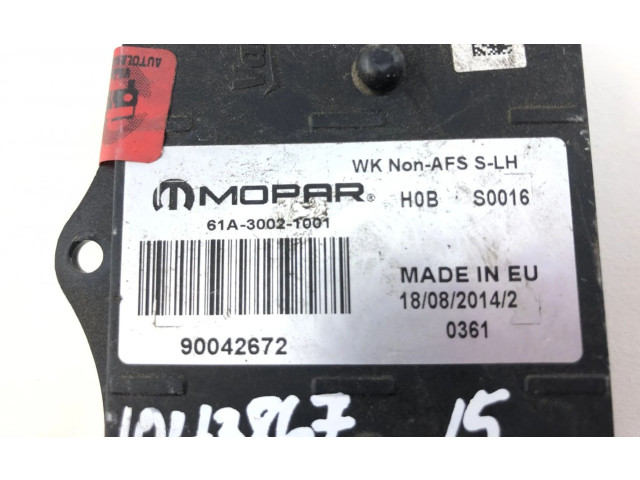 WK Non-AFS S-LH
MOPAR® H0B S0016
61A-3002-1001
MADE IN EU
18/08/2014/2
90042672 0361
15